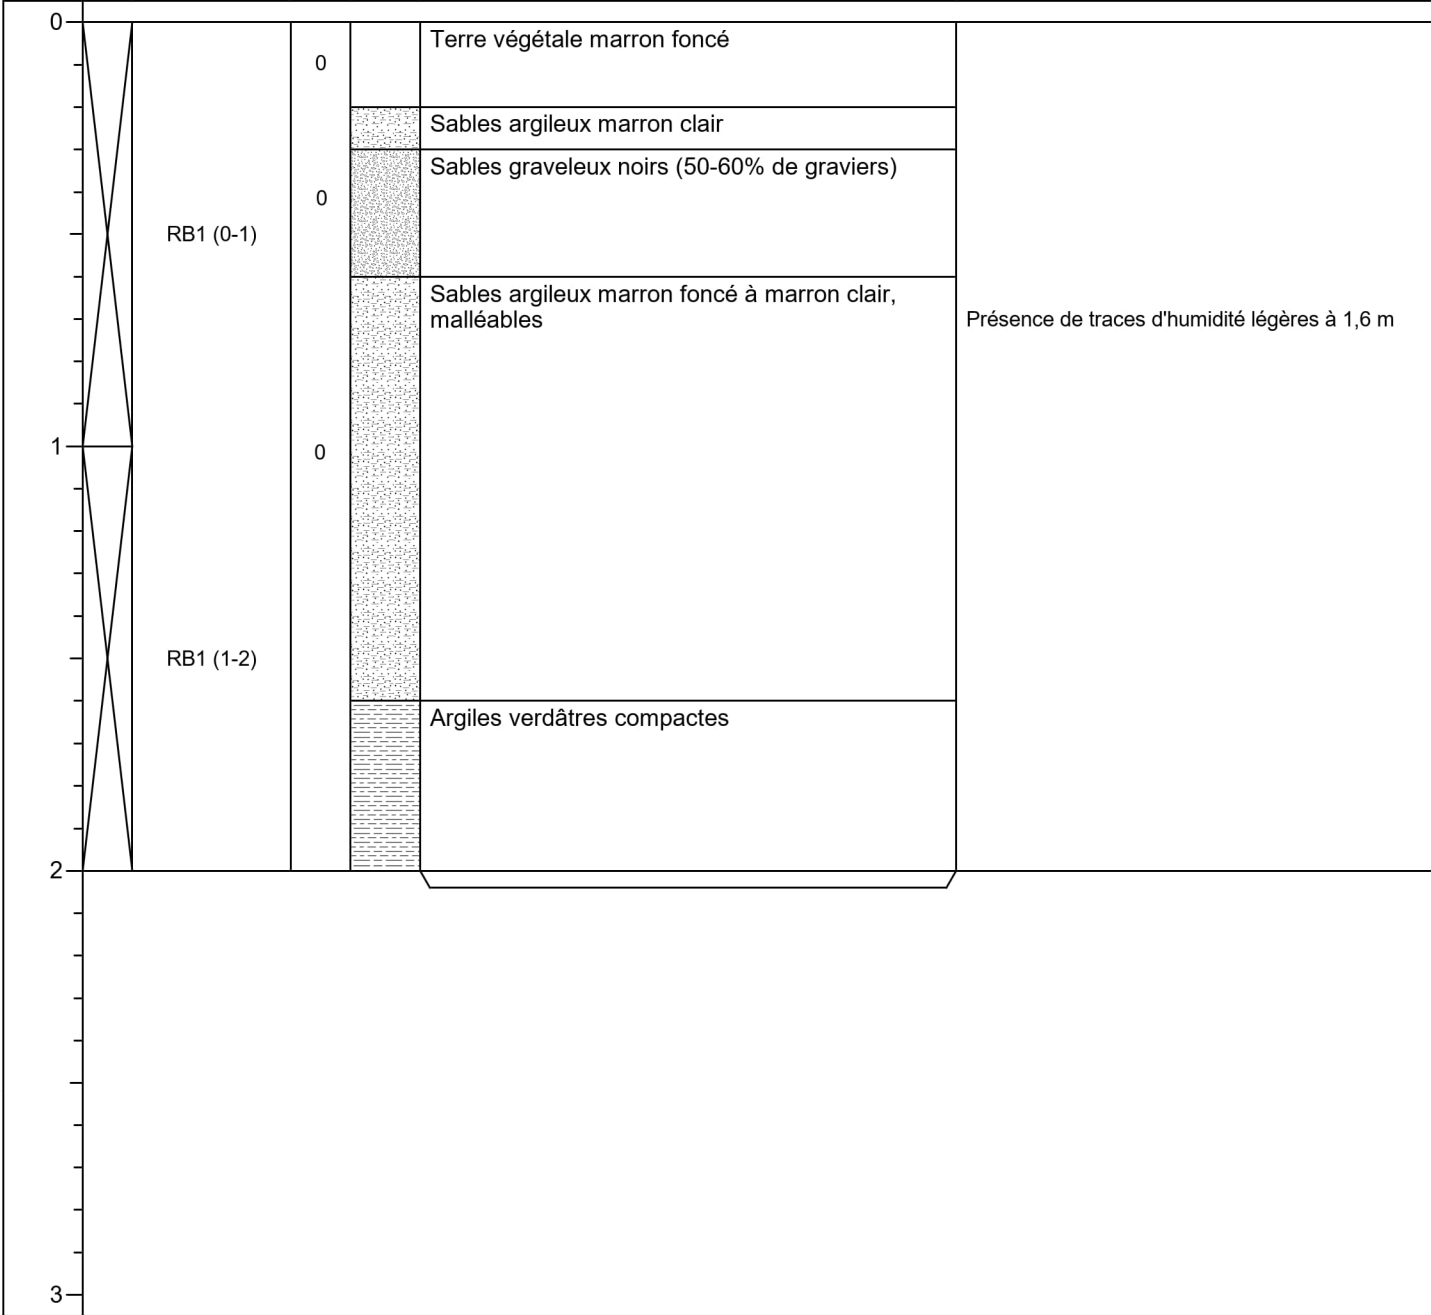 0
Terre végétale marron foncé
0
Sables argileux marron clair
Sables graveleux noirs (50-60% de graviers)
0
RB1 (0-1)
Sables argileux marron foncé à marron clair,
malléables
Présence de traces d'humidité légères à 1,6 m
1
0
RB1 (1-2)
Argiles verdâtres compactes
2
3